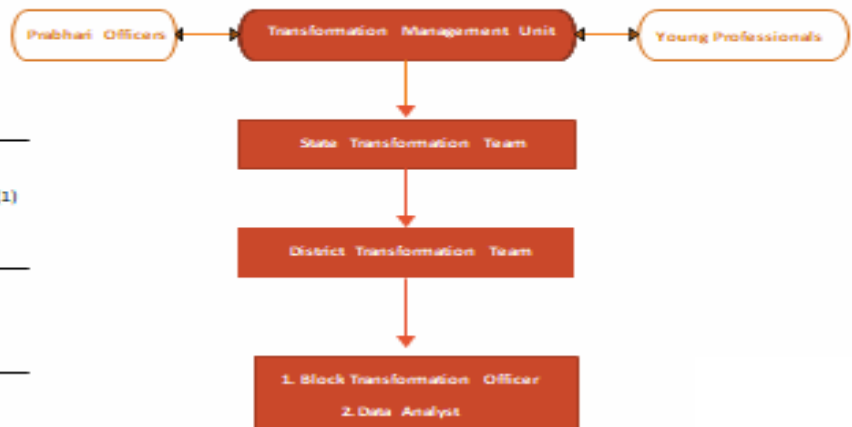 Prabhari Officers
Transformation Management Unit
Young Professionals
State Transformation Team
(1)
District Transformation Team
1. Block Transformation Officer
2. Data Analyst